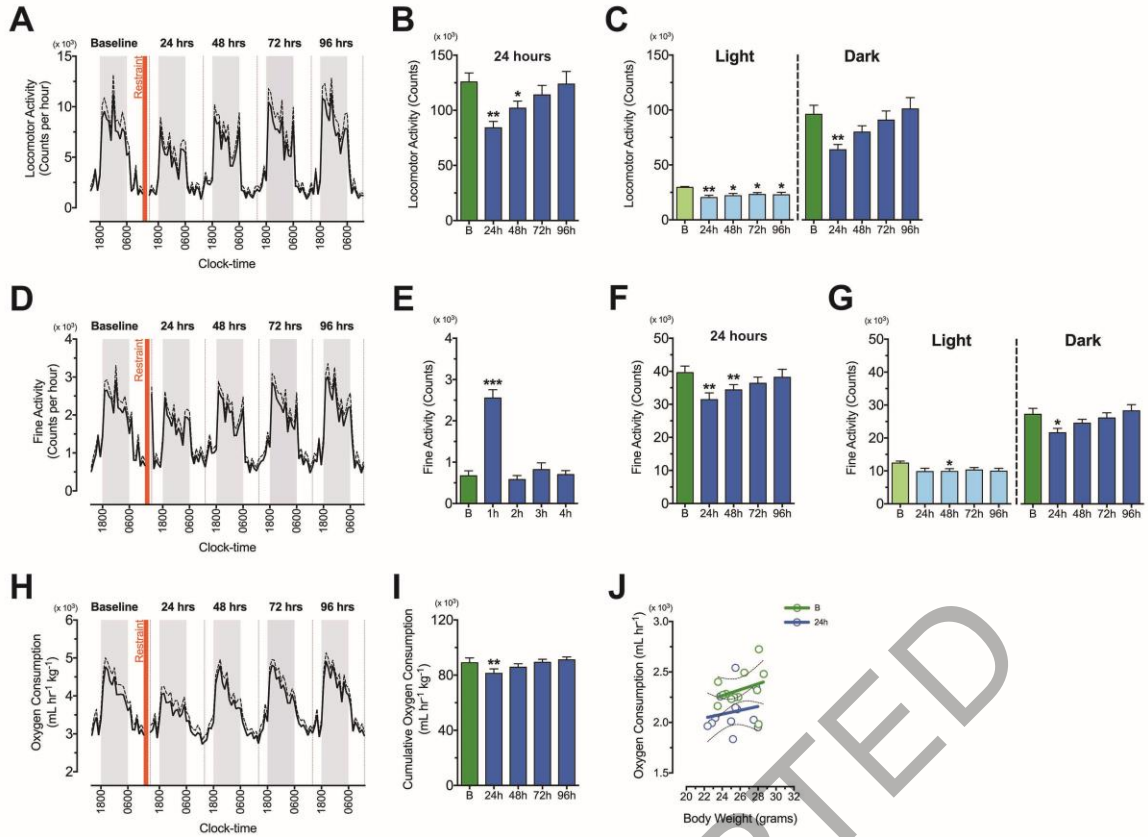 A
(x 10³)
Baseline 24 hrs 48 hrs 72 hrs 96 hrs
Restraint
Locomotor Activity
(Counts per hour)
15
10
5
0
1800 0600 1800 0600 1800 0600 1800 0600 1800 0600
Clock-time
B
(x 10³)
24 hours
Locomotor Activity (Counts)
150
100
50
0
** *
B 24h 48h 72h 96h
C
(x 10³)
Light Dark
Locomotor Activity (Counts)
150
100
50
0
** * * * **
B 24h 48h 72h 96h B 24h 48h 72h 96h
D
(x 10³)
Baseline 24 hrs 48 hrs 72 hrs 96 hrs
Restraint
Fine Activity
(Counts per hour)
4
3
2
1
0
1800 0600 1800 0600 1800 0600 1800 0600 1800 0600
Clock-time
E
(x 10³)
Fine Activity (Counts)
4
3
2
1
0
***
B 1h 2h 3h 4h
F
(x 10³)
24 hours
Fine Activity (Counts)
50
40
30
20
10
0
** **
B 24h 48h 72h 96h
G
(x 10³)
Light Dark
Fine Activity (Counts)
50
40
30
20
10
0
* *
B 24h 48h 72h 96h B 24h 48h 72h 96h
H
(x 10³)
Baseline 24 hrs 48 hrs 72 hrs 96 hrs
Restraint
Oxygen Consumption
(mL hr⁻¹ kg⁻¹)
6
5
4
3
2
1800 0600 1800 0600 1800 0600 1800 0600 1800 0600
Clock-time
I
(x 10³)
Cumulative Oxygen Consumption
(mL hr⁻¹ kg⁻¹)
120
90
60
30
0
**
B 24h 48h 72h 96h
J
(x 10³)
B
24h
Oxygen Consumption (mL hr⁻¹)
3.0
2.5
2.0
1.5
20 22 24 26 28 30 32
Body Weight (grams)
PTED